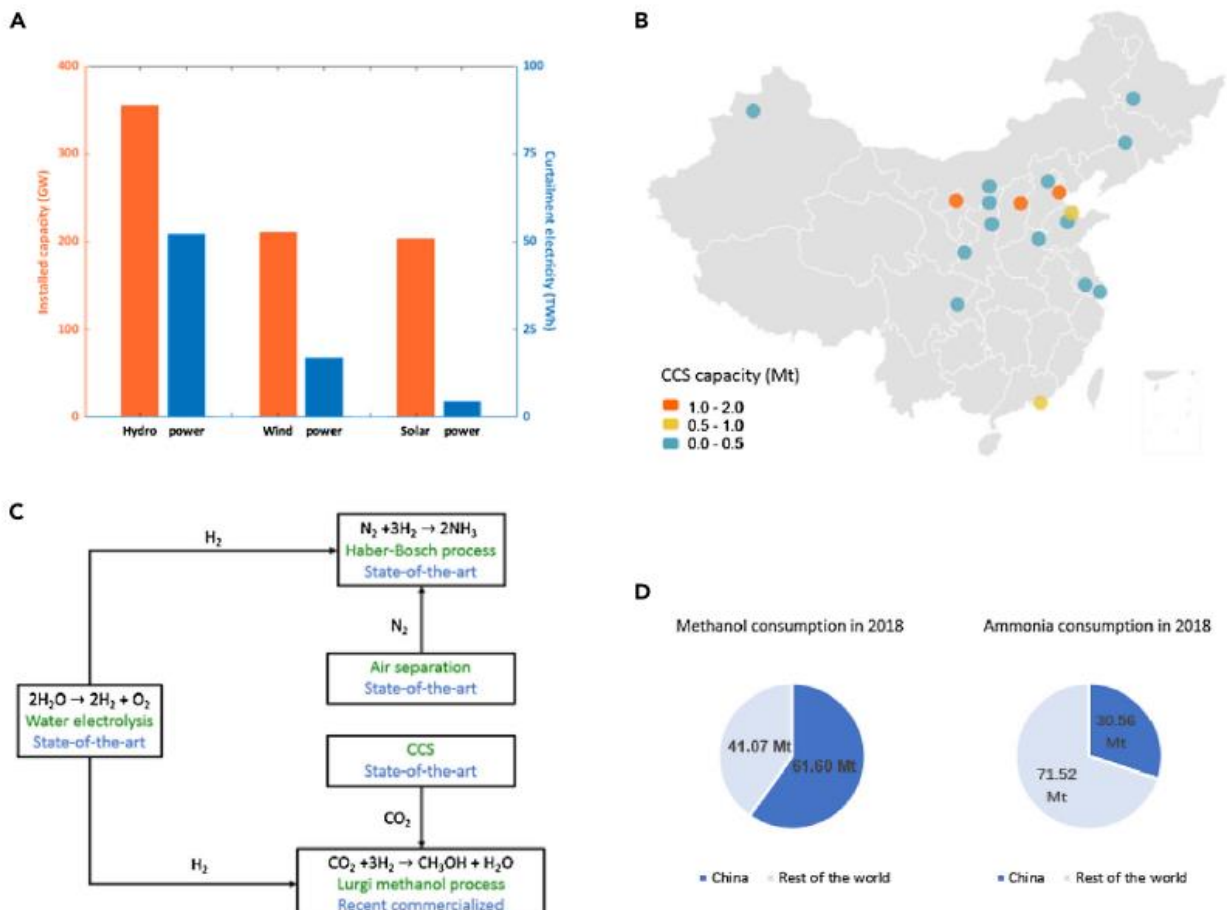 A
400
300
200
100
0
Installed capacity (GW)
100
75
50
25
0
Curtailment electricity (TWh)
Hydro power
Wind power
Solar power
B
CCS capacity (Mt)
1.0 - 2.0
0.5 - 1.0
0.0 - 0.5
C
H₂
N₂ +3H₂ → 2NH₃
Haber-Bosch process
State-of-the-art
N₂
Air separation
State-of-the-art
2H₂O → 2H₂ + O₂
Water electrolysis
State-of-the-art
CCS
State-of-the-art
CO₂
H₂
CO₂ +3H₂ → CH₃OH + H₂O
Lurgi methanol process
Recent commercialized
D
Methanol consumption in 2018
41.07 Mt
61.60 Mt
China
Rest of the world
Ammonia consumption in 2018
30.56
Mt
71.52
Mt
China
Rest of the world